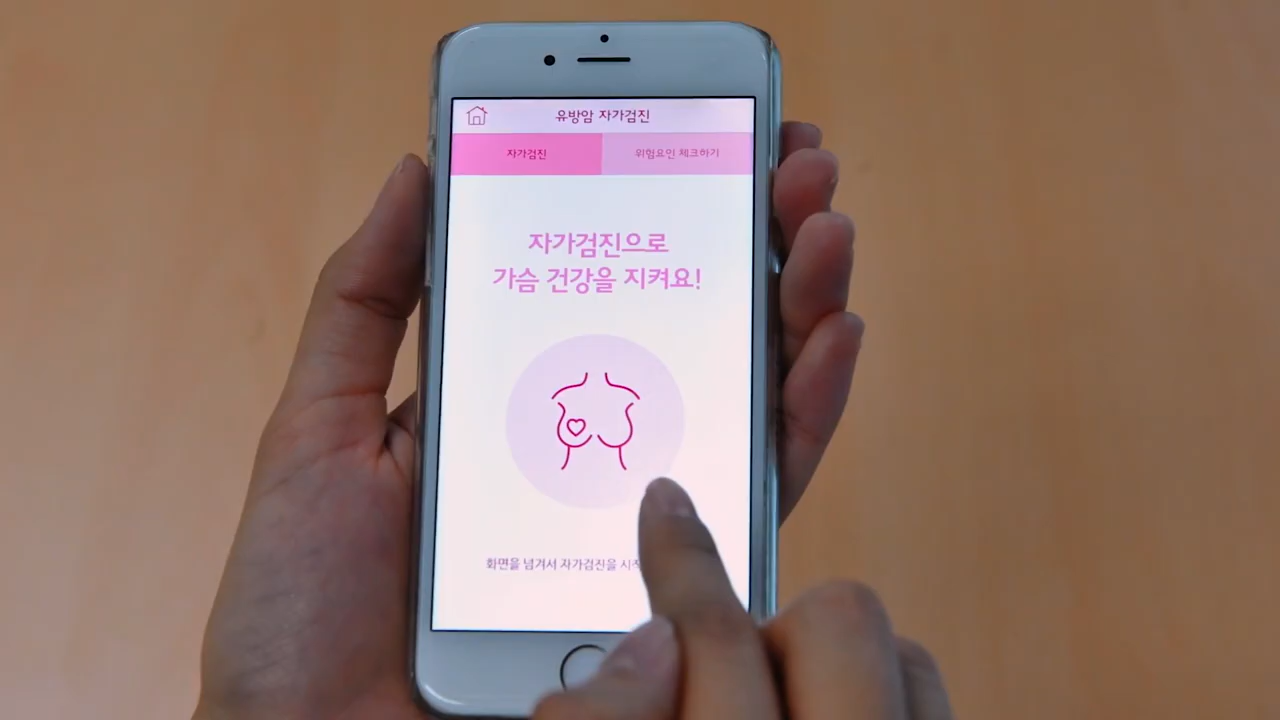 유방암 자가검진
자가검진
위험요인 체크하기
자가검진으로
가슴 건강을 지켜요!
화면을 넘겨서 자가검진을